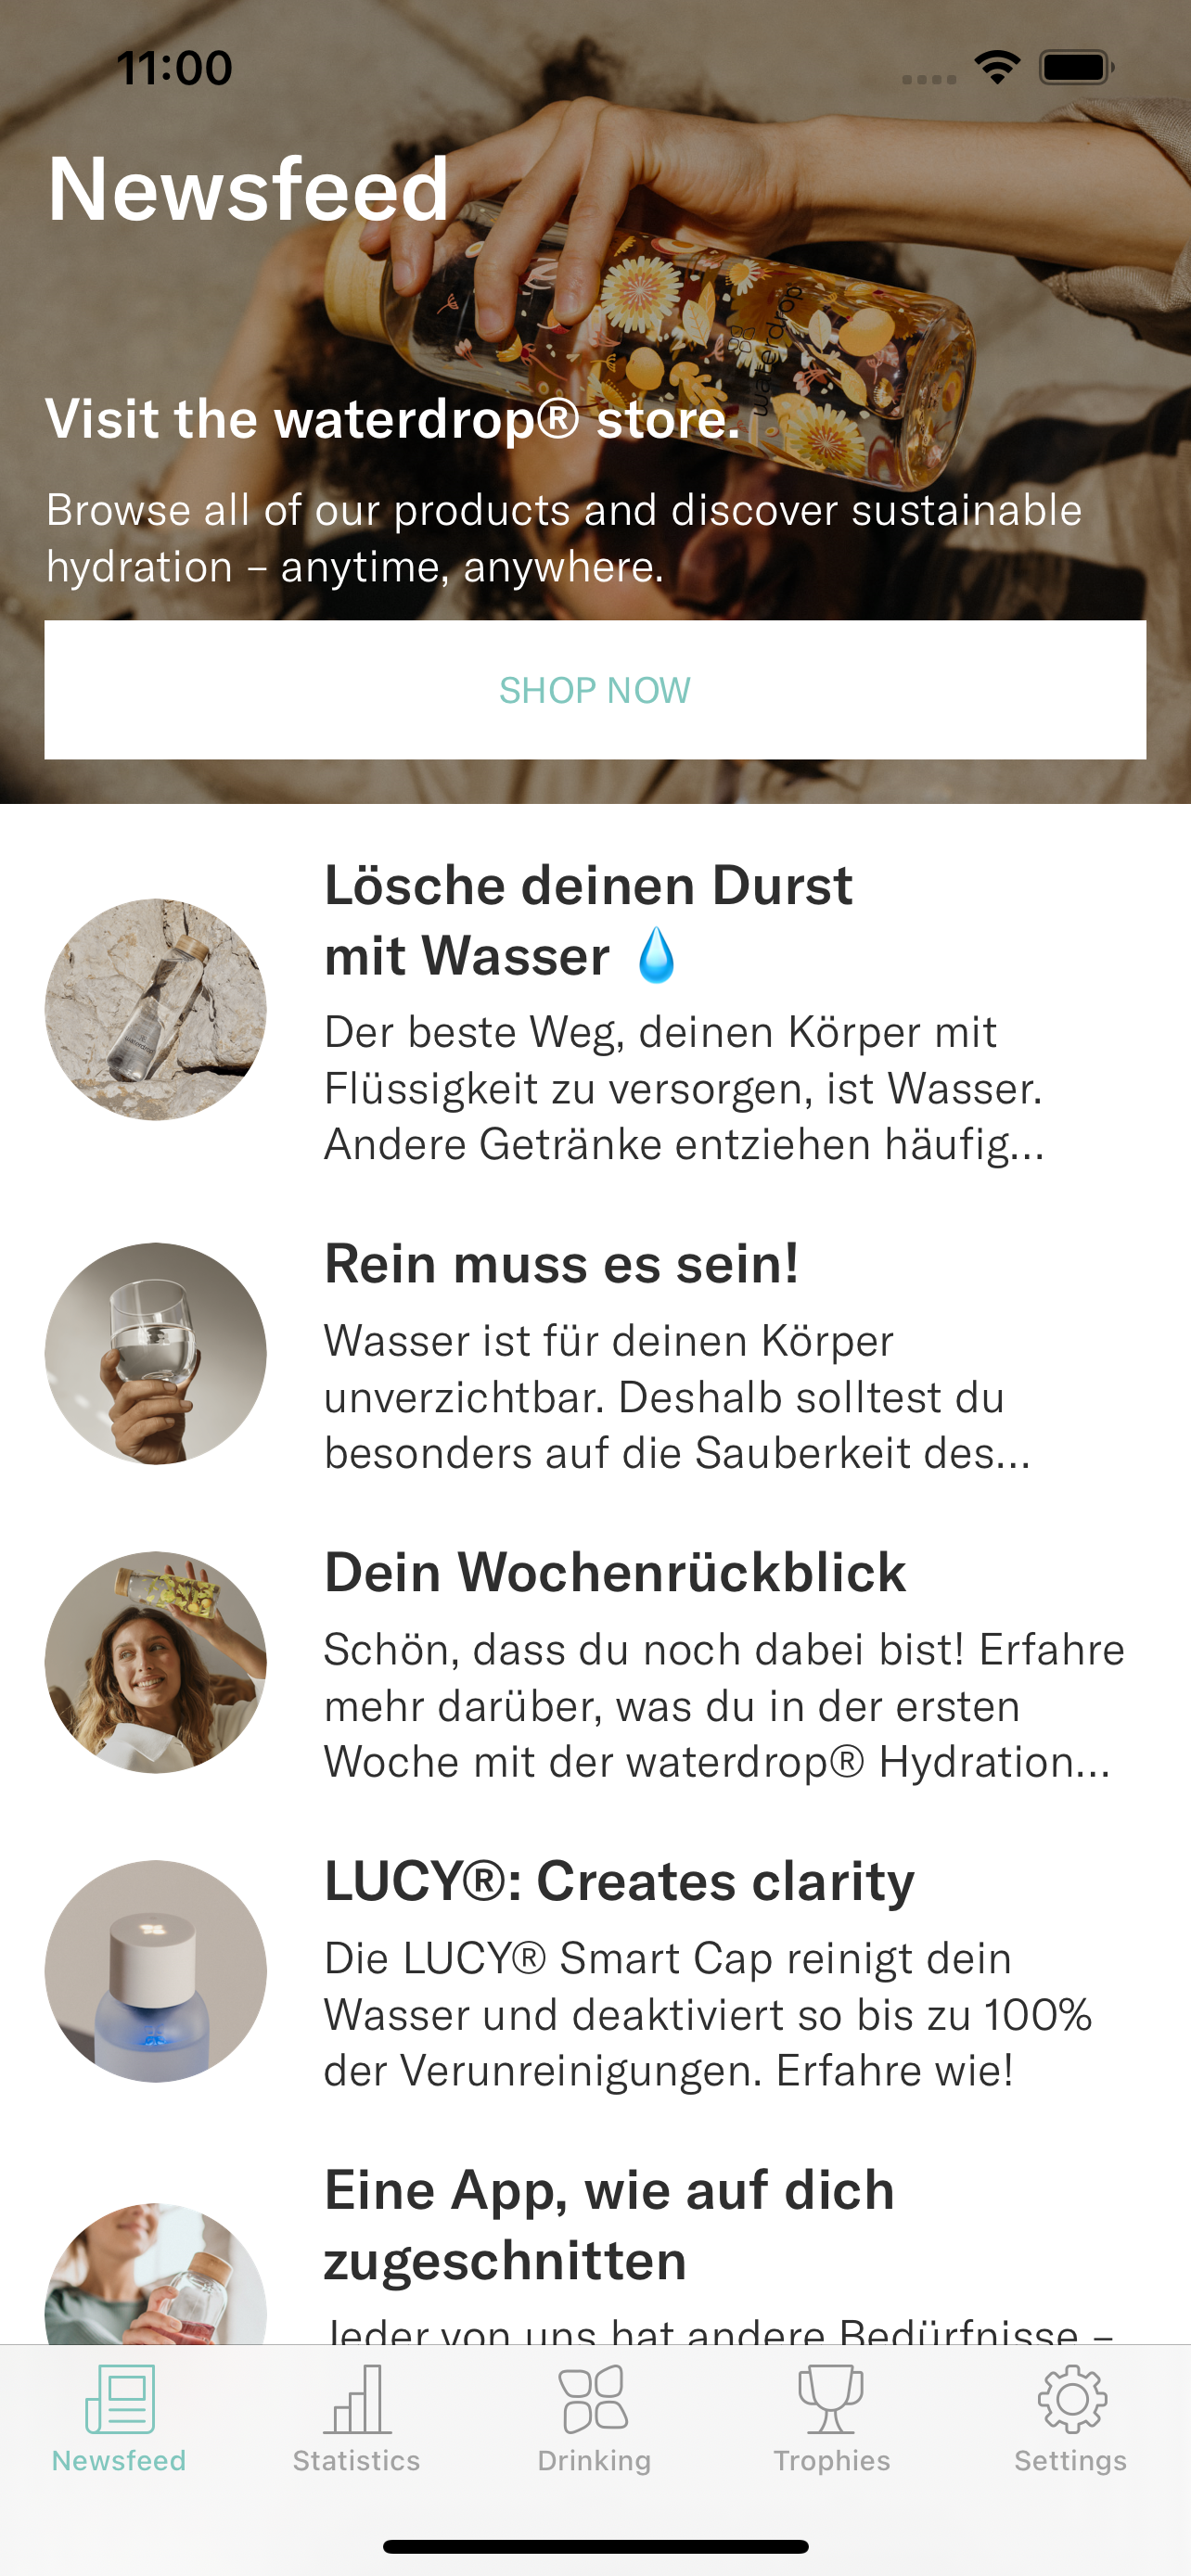 11:00
Newsfeed
waterdrop
Visit the waterdrop® store.
Browse all of our products and discover sustainable
hydration – anytime, anywhere.
SHOP NOW
Lösche deinen Durst
mit Wasser 💧
Der beste Weg, deinen Körper mit
Flüssigkeit zu versorgen, ist Wasser.
Andere Getränke entziehen häufig...
waterdrop
Rein muss es sein!
Wasser ist für deinen Körper
unverzichtbar. Deshalb solltest du
besonders auf die Sauberkeit des...
Dein Wochenrückblick
Schön, dass du noch dabei bist! Erfahre
mehr darüber, was du in der ersten
Woche mit der waterdrop® Hydration...
LUCY®: Creates clarity
Die LUCY® Smart Cap reinigt dein
Wasser und deaktiviert so bis zu 100%
der Verunreinigungen. Erfahre wie!
Eine App, wie auf dich
zugeschnitten
Jeder von uns hat andere Bedürfnisse –
Newsfeed
Statistics
Drinking
Trophies
Settings